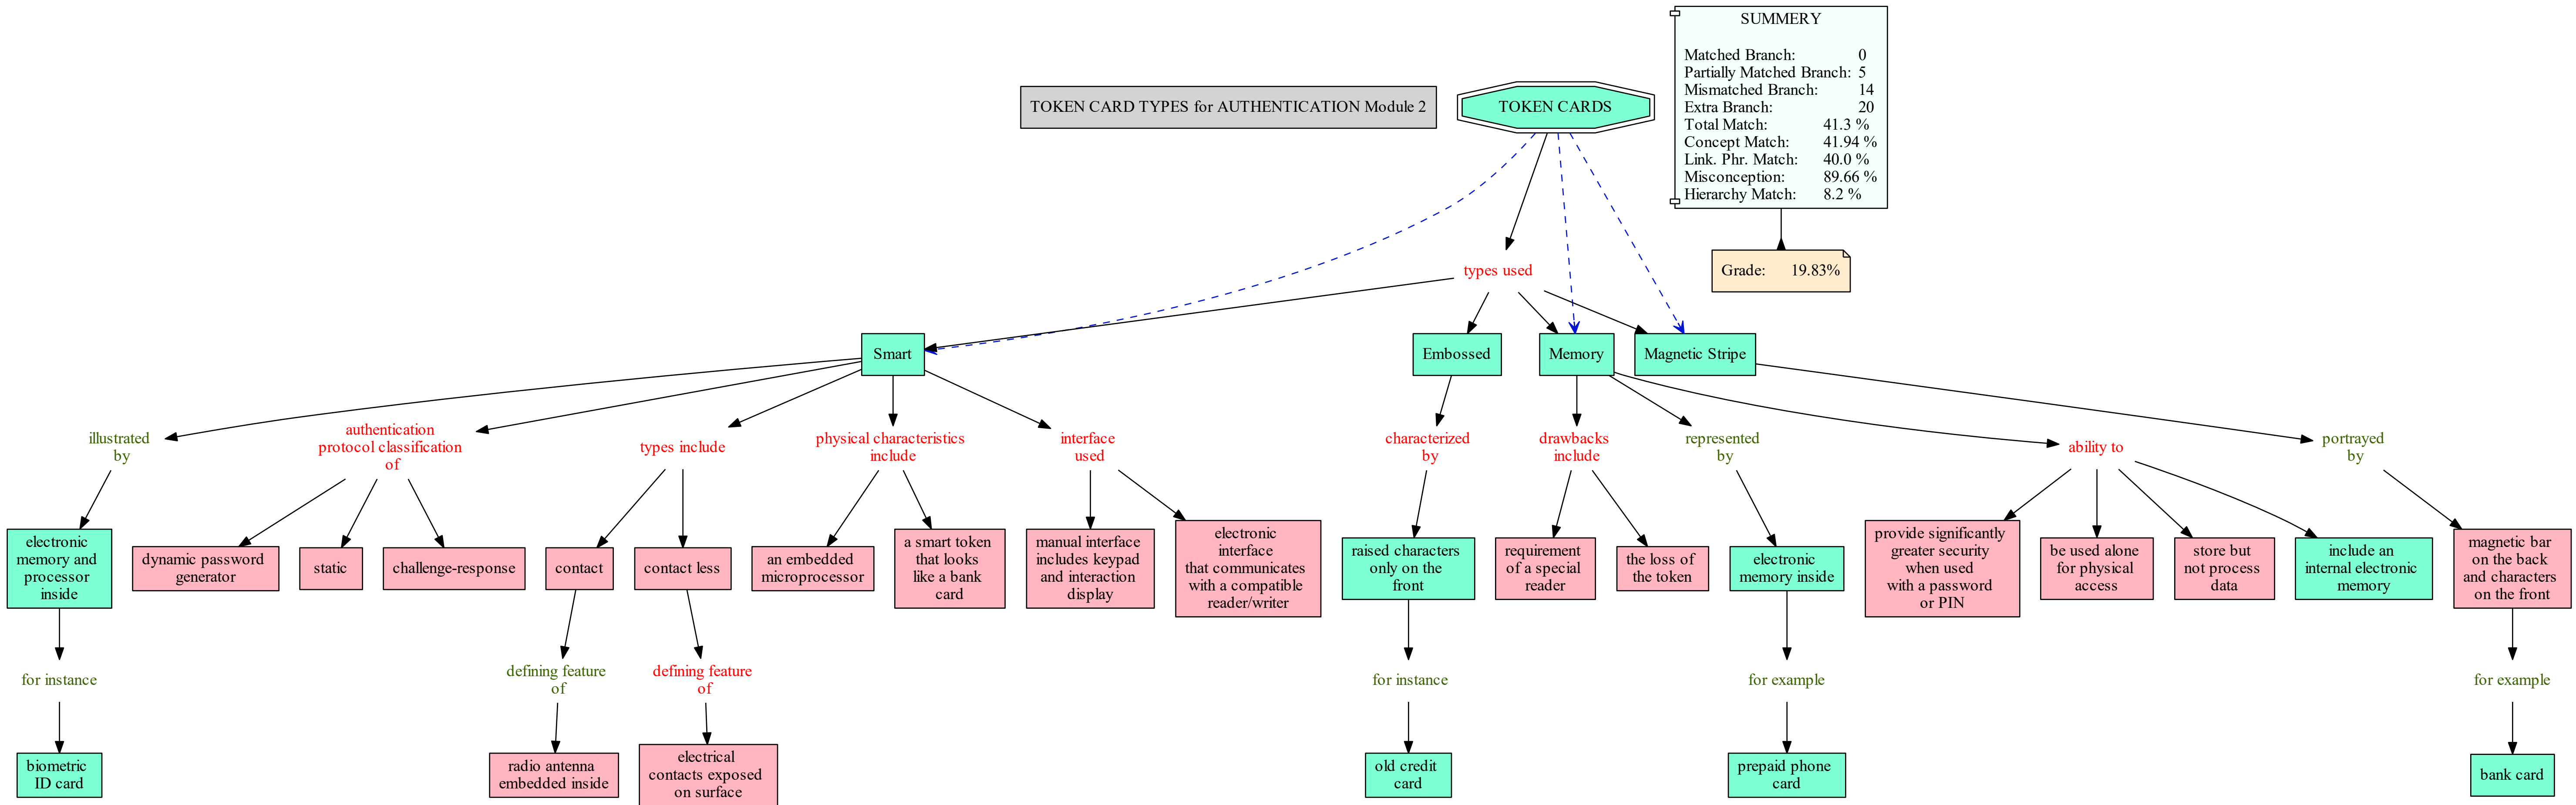 SUMMERY
Matched Branch: 0
Partially Matched Branch: 5
Mismatched Branch: 14
Extra Branch: 20
Total Match: 41.3 %
Concept Match: 41.94 %
Link. Phr. Match: 40.0 %
Misconception: 89.66 %
Hierarchy Match: 8.2 %
TOKEN CARD TYPES for AUTHENTICATION Module 2
TOKEN CARDS
Grade: 19.83%
types used
Smart
Embossed
Memory
Magnetic Stripe
illustrated
by
authentication
protocol classification
of
types include
physical characteristics
include
interface
used
characterized
by
drawbacks
include
represented
by
ability to
portrayed
by
electronic
memory and
processor
inside
dynamic password
generator
static
challenge-response
contact
contact less
an embedded
microprocessor
a smart token
that looks
like a bank
card
manual interface
includes keypad
and interaction
display
electronic
interface
that communicates
with a compatible
reader/writer
raised characters
only on the
front
requirement
of a special
reader
the loss of
the token
electronic
memory inside
provide significantly
greater security
when used
with a password
or PIN
be used alone
for physical
access
store but
not process
data
include an
internal electronic
memory
magnetic bar
on the back
and characters
on the front
for instance
defining feature
of
defining feature
of
for instance
for example
for example
biometric
ID card
radio antenna
embedded inside
electrical
contacts exposed
on surface
old credit
card
prepaid phone
card
bank card